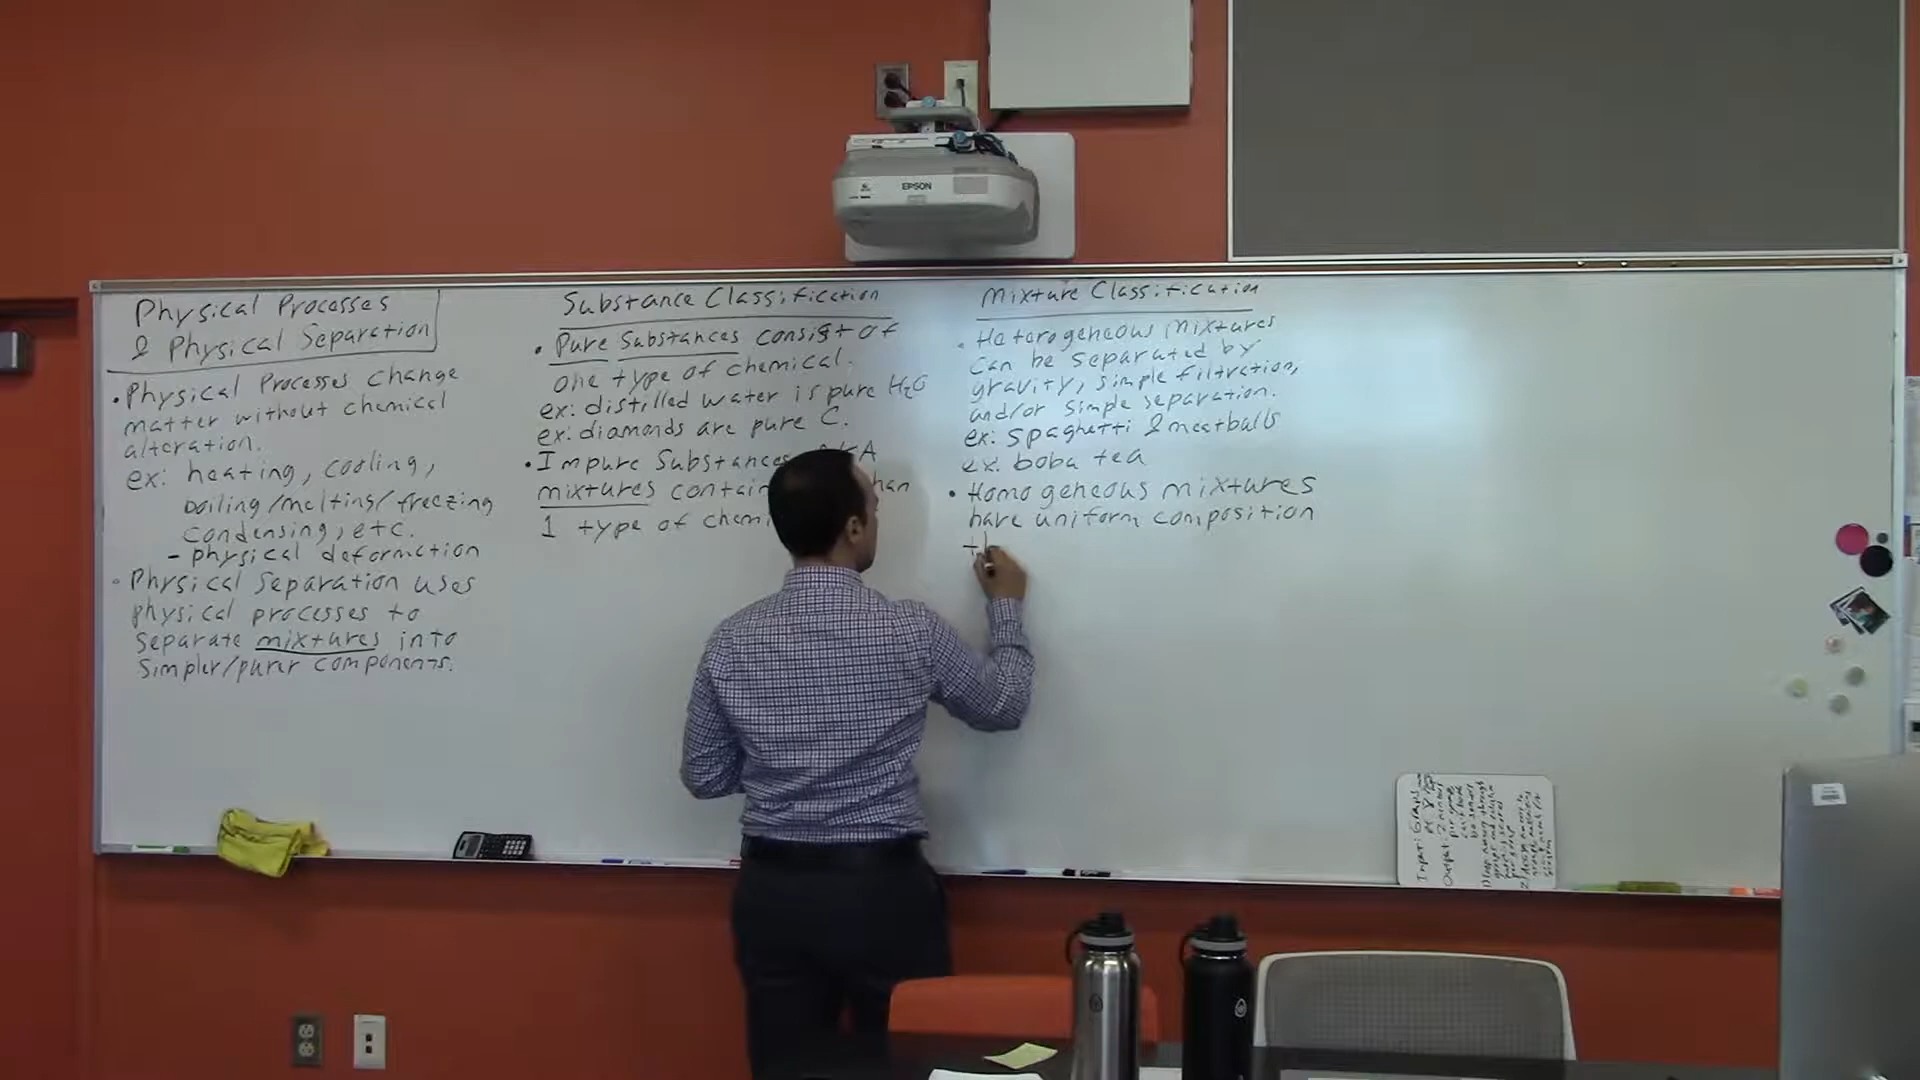 EPSON
Physical Processes
& Physical Separation
• Physical Processes change
matter without chemical
alteration.
ex: heating, cooling,
boiling/melting/freezing
condensing, etc.
- physical deformation
• Physical separation uses
physical processes to
separate mixtures into
simpler/purer components.
Substance Classification
• Pure Substances consist of
one type of chemical.
ex: distilled water is pure H2O
ex: diamonds are pure C.
• Impure Substances
mixtures contain
1 type of chemi
Mixture Classification
• Heterogeneous mixtures
can be separated by
gravity, simple filtration,
and/or simple separation.
ex: spaghetti & meatballs
ex: boba tea
• Homogeneous mixtures
have uniform composition
th